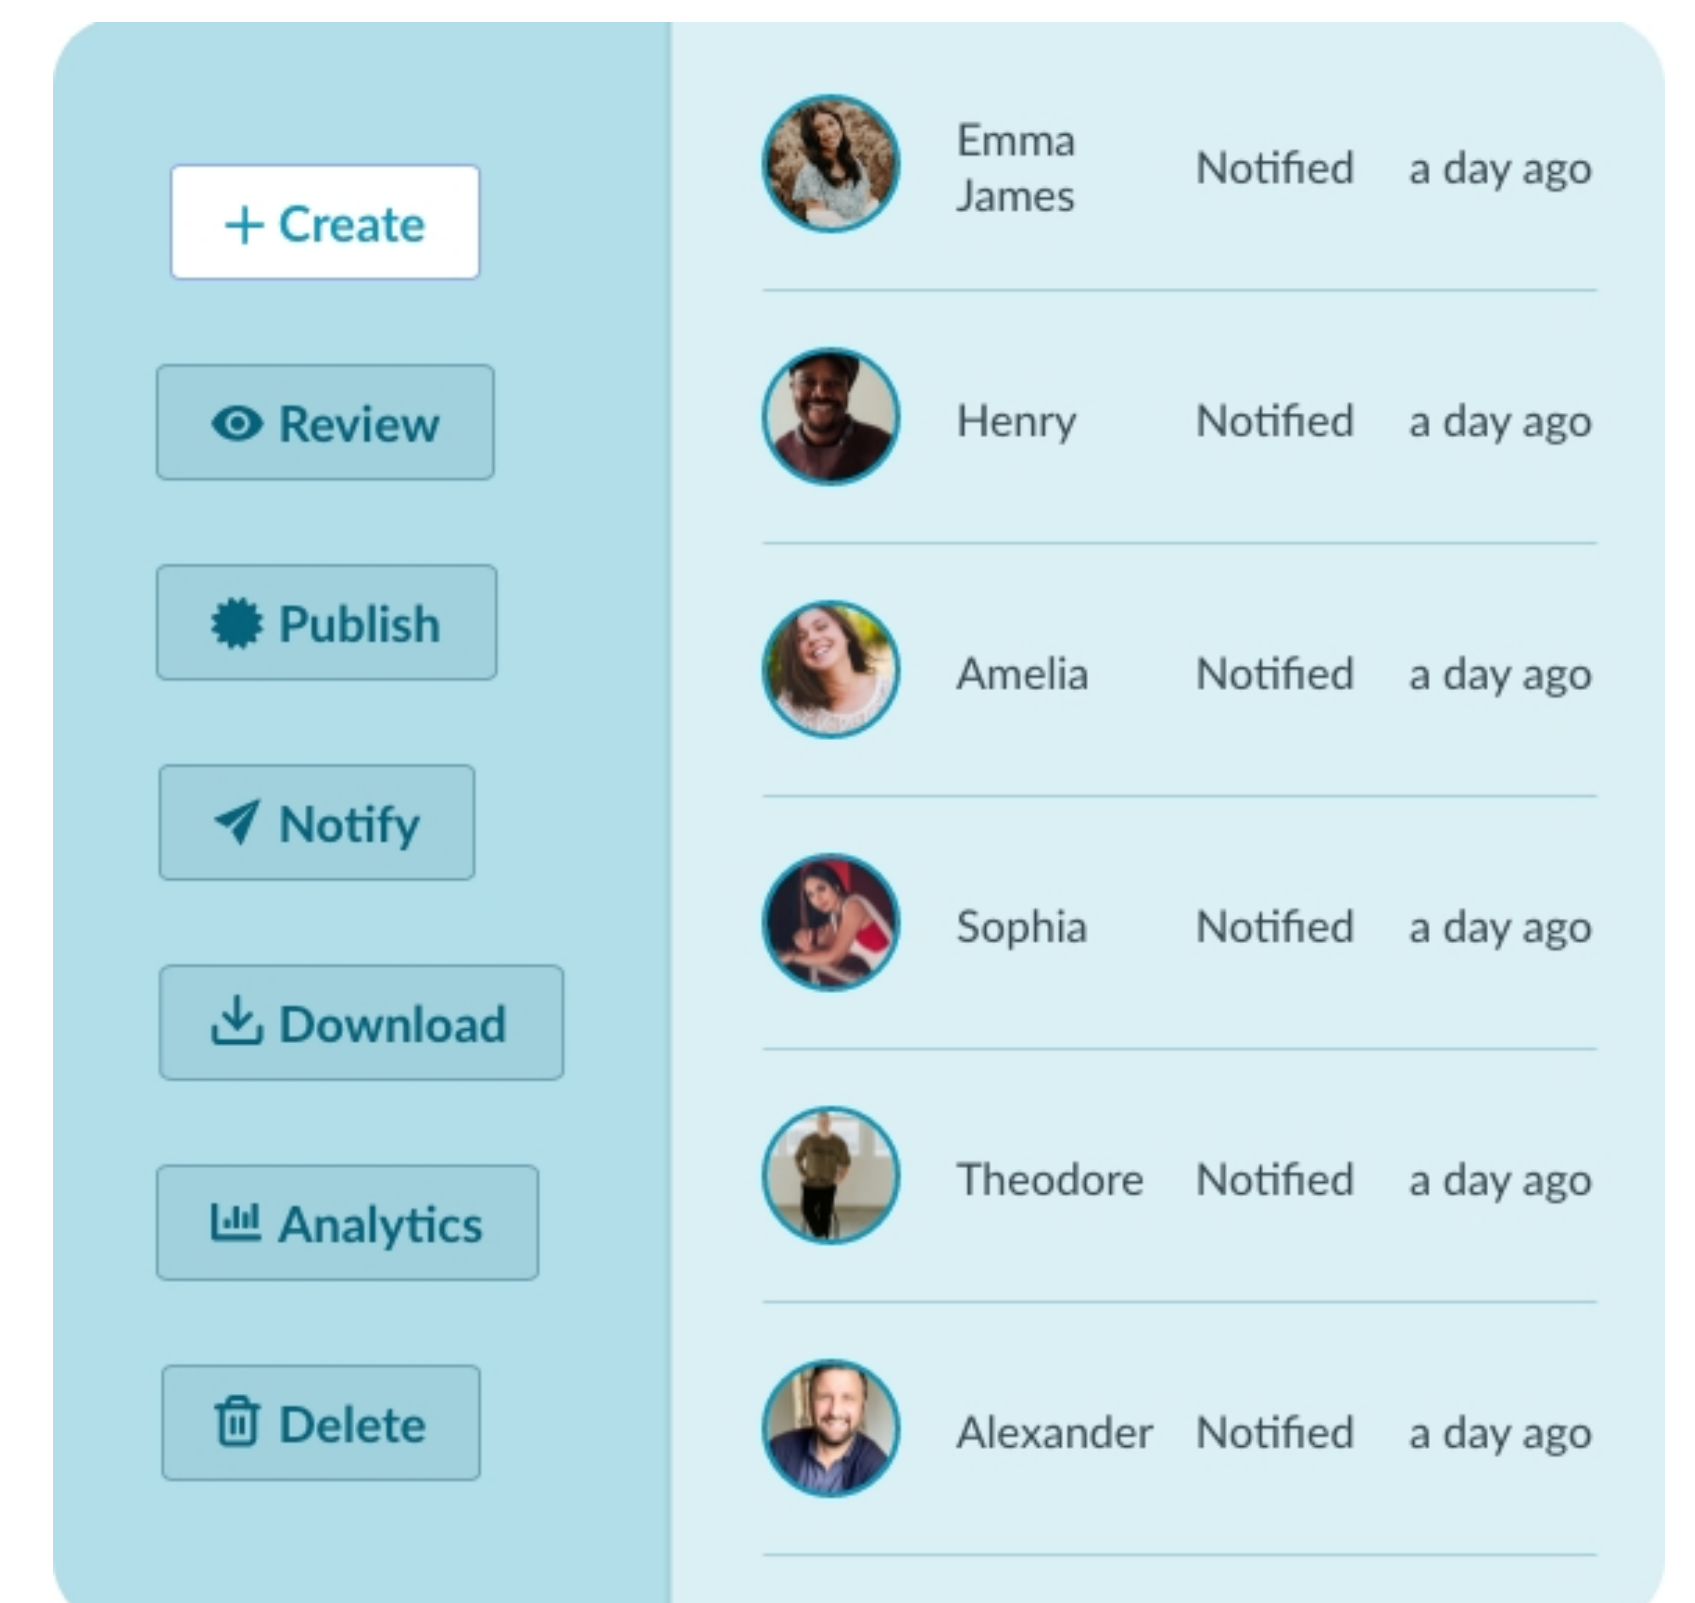 + Create
Review
Publish
Notify
Download
Analytics
Delete
Emma
James
Notified a day ago
Henry Notified a day ago
Amelia Notified a day ago
Sophia Notified a day ago
Theodore Notified a day ago
Alexander Notified a day ago